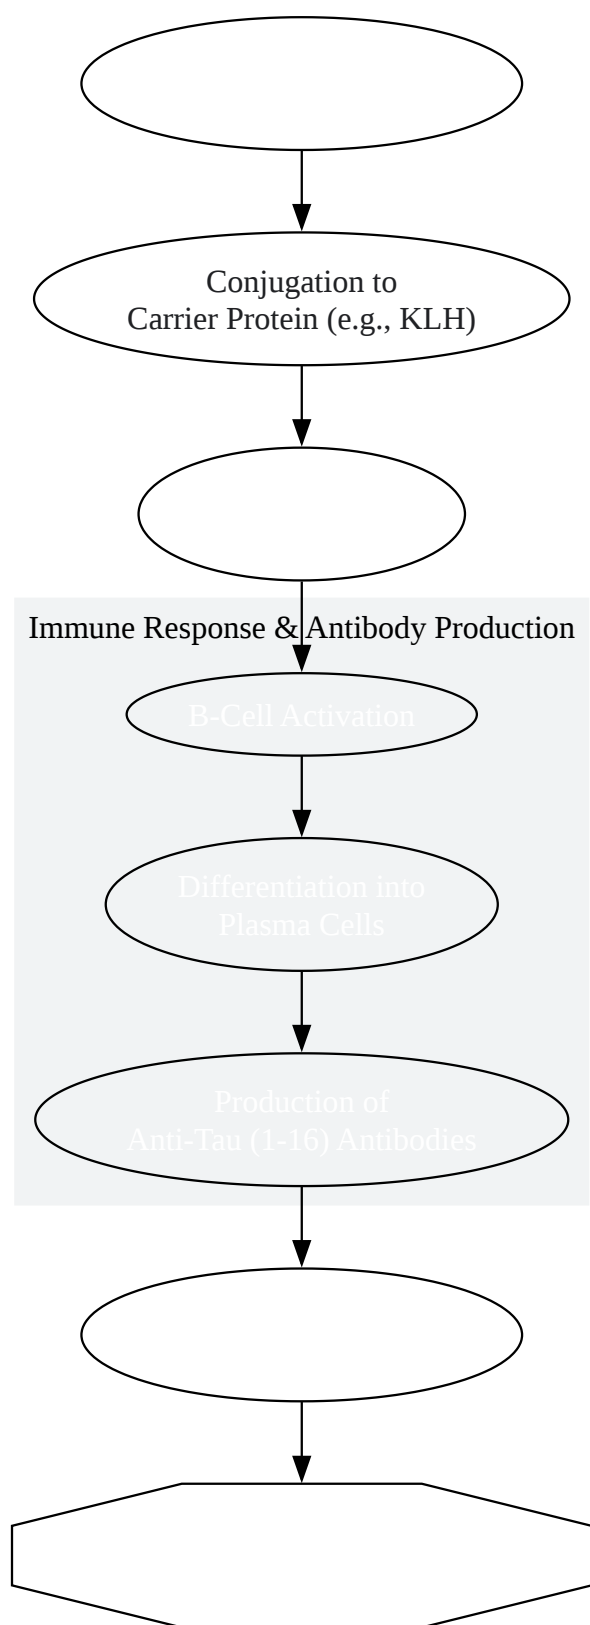 Conjugation to
Carrier Protein (e.g., KLH)
Immune Response & Antibody Production
B-Cell Activation
Differentiation into
Plasma Cells
Production of
Anti-Tau (1-16) Antibodies